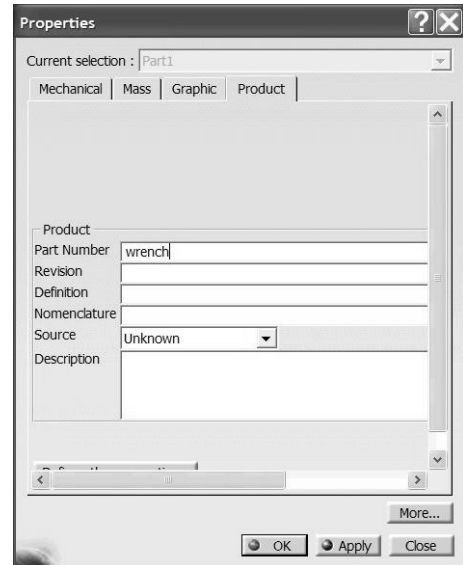 Properties
Current selection : Part1
Mechanical Mass Graphic Product
Product
Part Number wrench
Revision
Definition
Nomenclature
Source Unknown
Description
More...
OK Apply Close